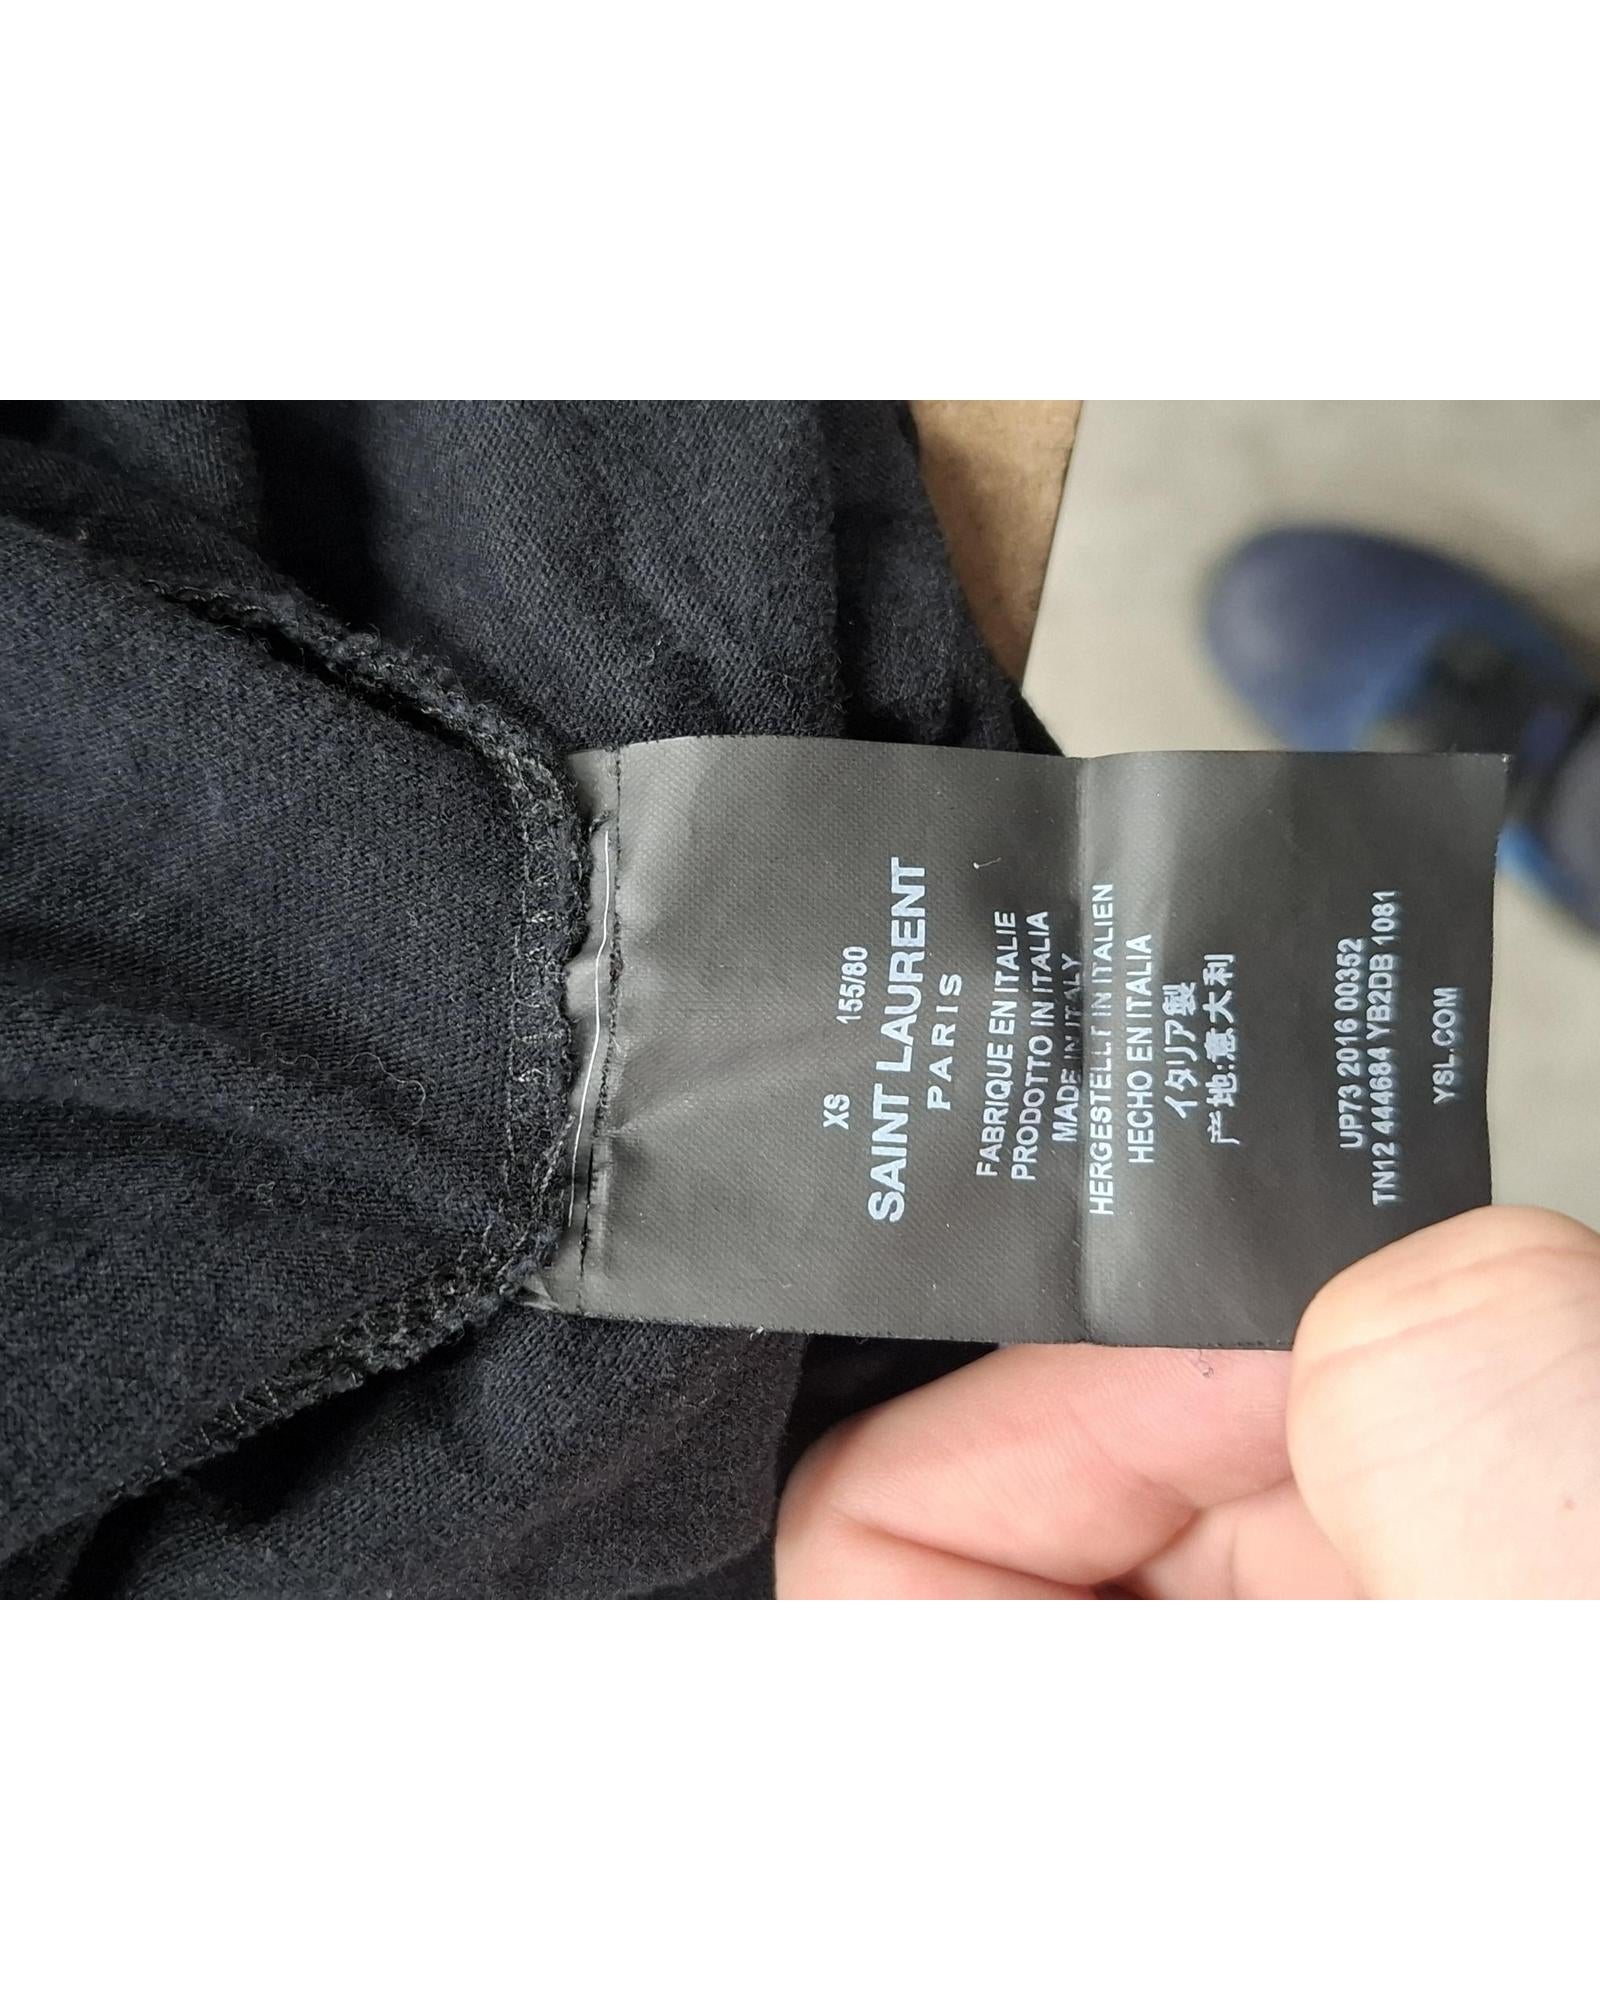 XS 155/80
SAINT LAURENT
PARIS
FABRIQUE EN ITALIE
PRODOTTO IN ITALIA
MADE IN ITALY
HERGESTELLT IN ITALIEN
HECHO EN ITALIA
イタリア製
产地:意大利
UP73 2016 00352
TN12 444684 YB2DB 1081
YSL.COM